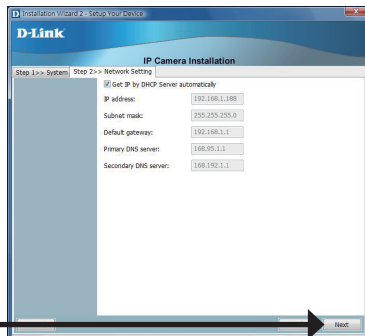 Installation Wizard 2 - Setup Your Device
D-Link
IP Camera Installation
Step 1>> System Step 2>> Network Setting
Get IP by DHCP Server automatically
IP address: 192.168.1.188
Subnet mask: 255.255.255.0
Default gateway: 192.168.1.1
Primary DNS server: 168.95.1.1
Secondary DNS server: 168.192.1.1
Next